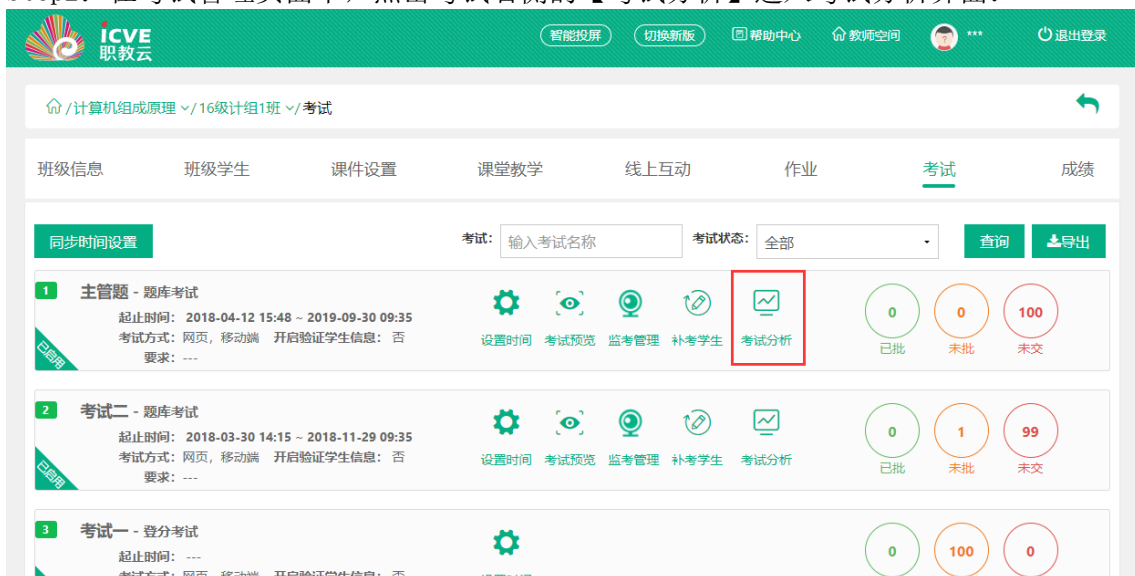 智能投屏 切换新版 帮助中心 教师空间 *** 退出登录
iCVE
职教云
/计算机组成原理 /16级计组1班 /考试
班级信息 班级学生 课件设置 课堂教学 线上互动 作业 考试 成绩
同步时间设置 考试: 输入考试名称 考试状态: 全部 查询 导出
1 主管题 - 题库考试
起止时间: 2018-04-12 15:48 ~ 2019-09-30 09:35
考试方式: 网页, 移动端 开启验证学生信息: 否
要求: ---
已启用
设置时间 考试预览 监考管理 补考学生 考试分析
0 0 100
已批 未批 未交
2 考试二 - 题库考试
起止时间: 2018-03-30 14:15 ~ 2018-11-29 09:35
考试方式: 网页, 移动端 开启验证学生信息: 否
要求: ---
已启用
设置时间 考试预览 监考管理 补考学生 考试分析
0 1 99
已批 未批 未交
3 考试一 - 登分考试
起止时间: ---
0 100 0